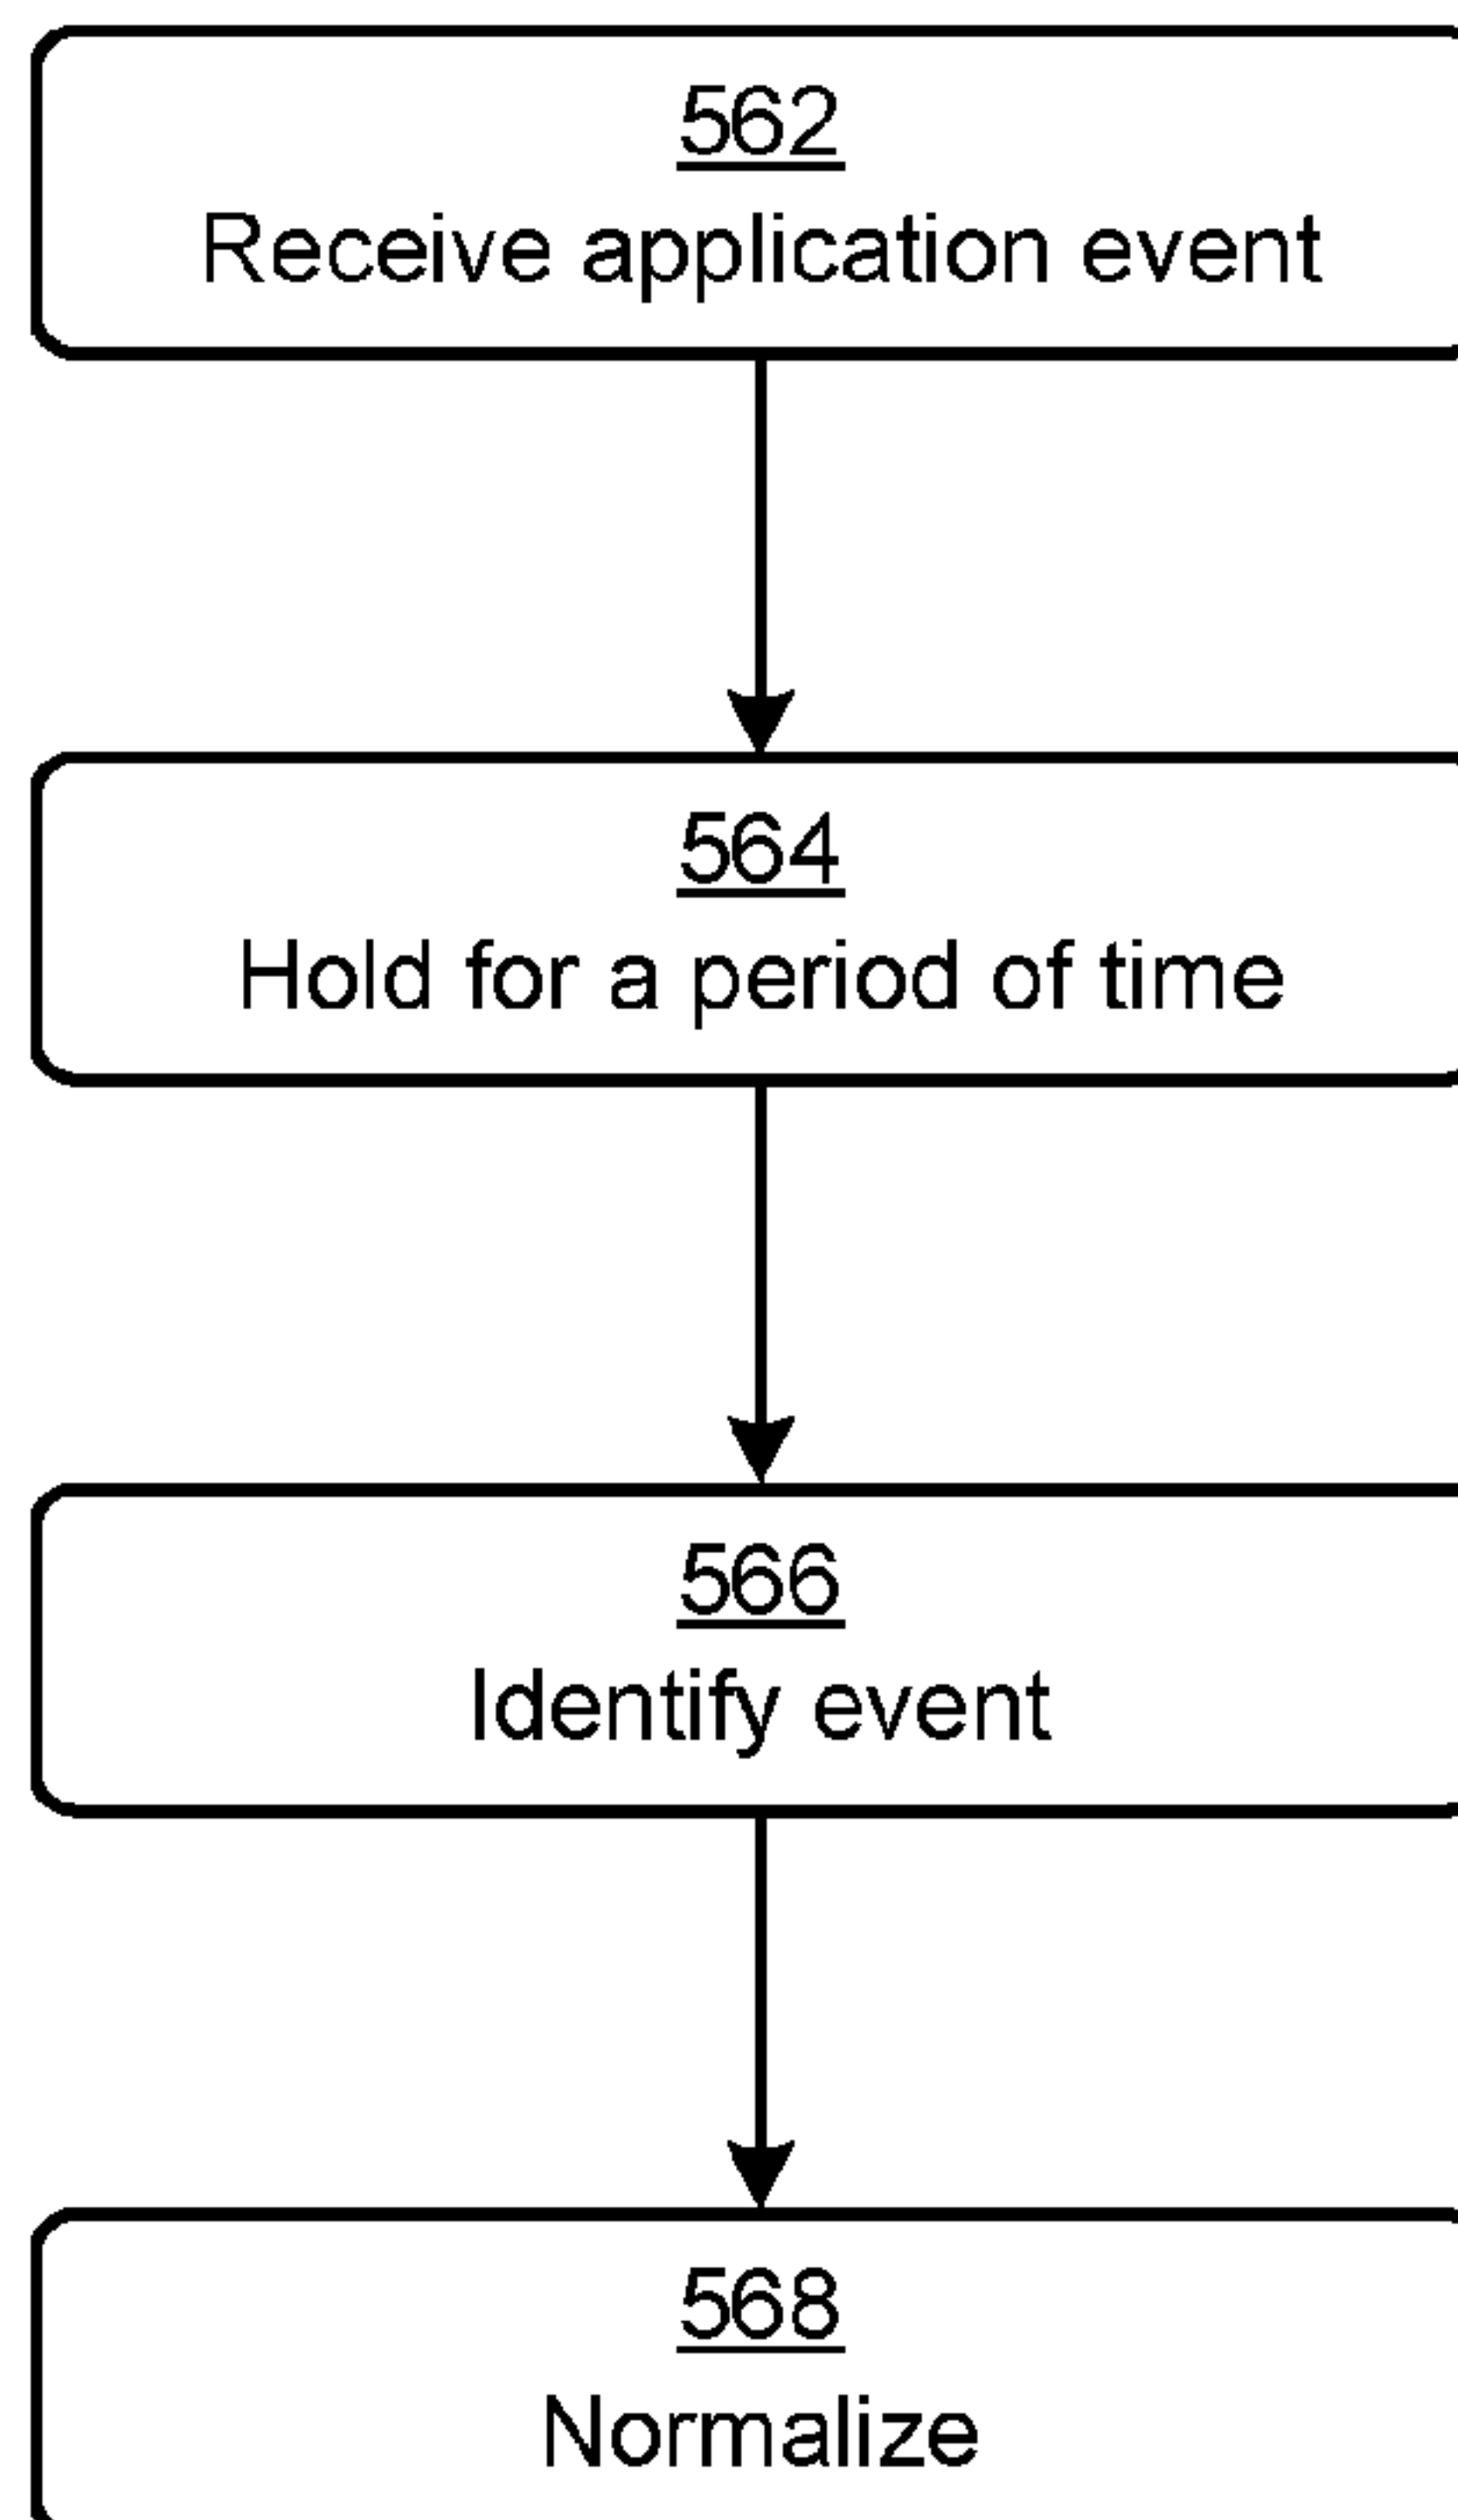 562
Receive application event
564
Hold for a period of time
566
Identify event
568
Normalize